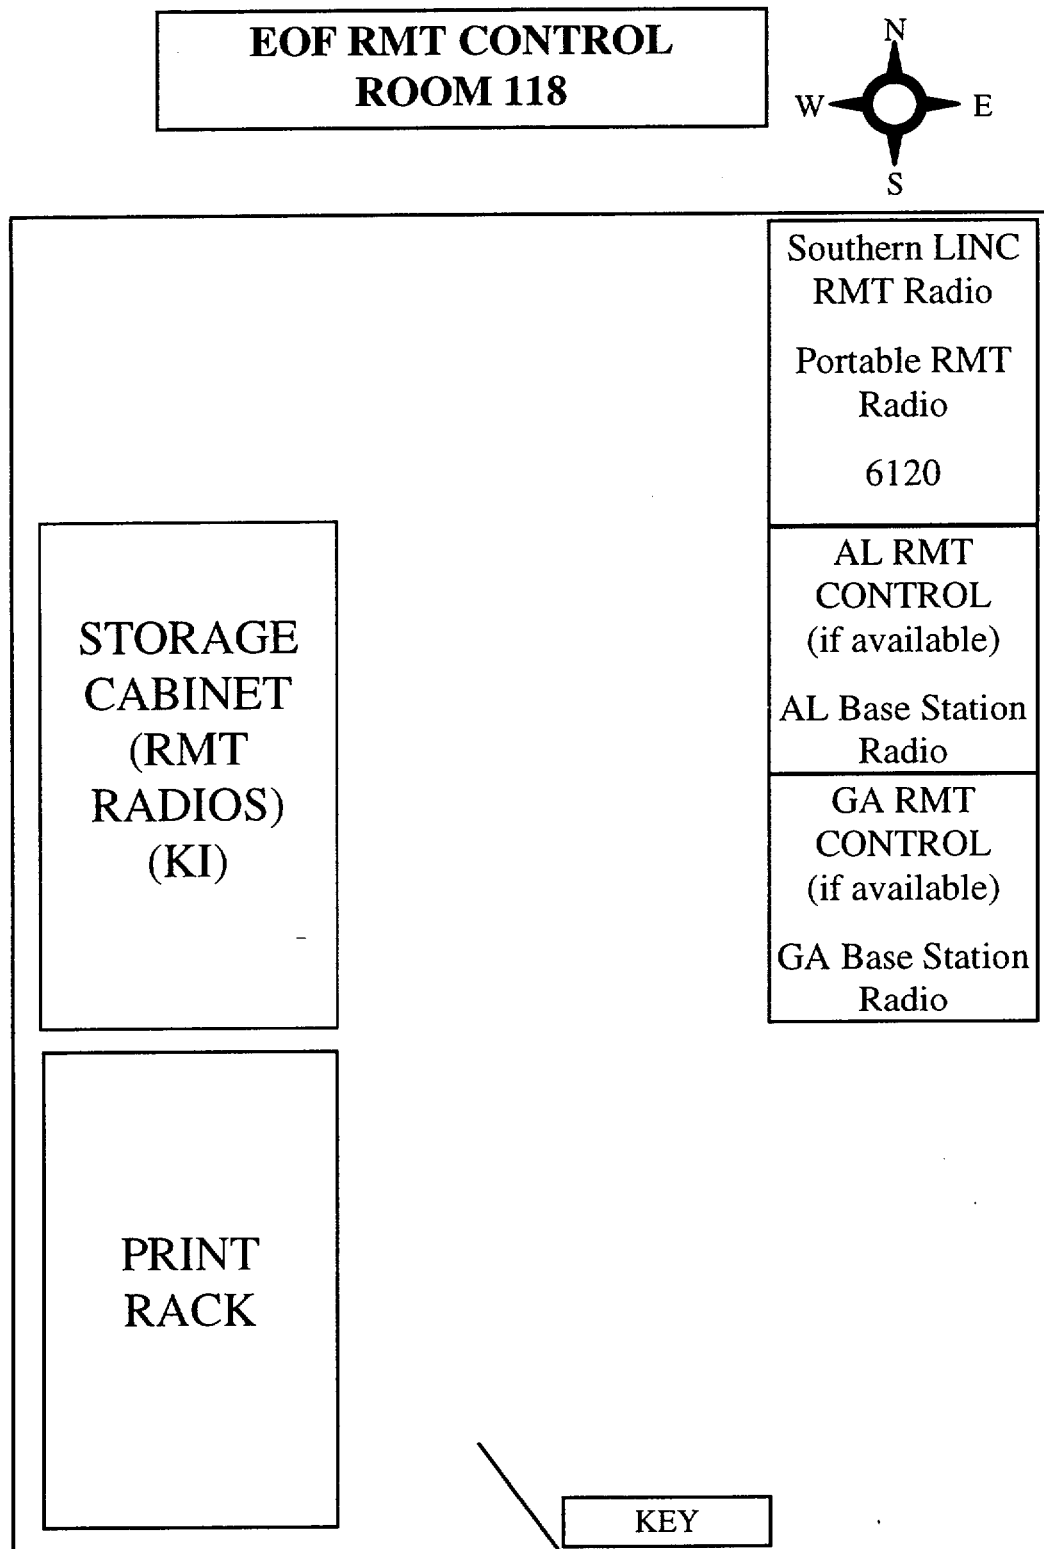 EOF RMT CONTROL
ROOM 118
N
W
E
S
Southern LINC
RMT Radio
Portable RMT
Radio
6120
AL RMT
CONTROL
(if available)
AL Base Station
Radio
GA RMT
CONTROL
(if available)
GA Base Station
Radio
STORAGE
CABINET
(RMT
RADIOS)
(KI)
PRINT
RACK
KEY